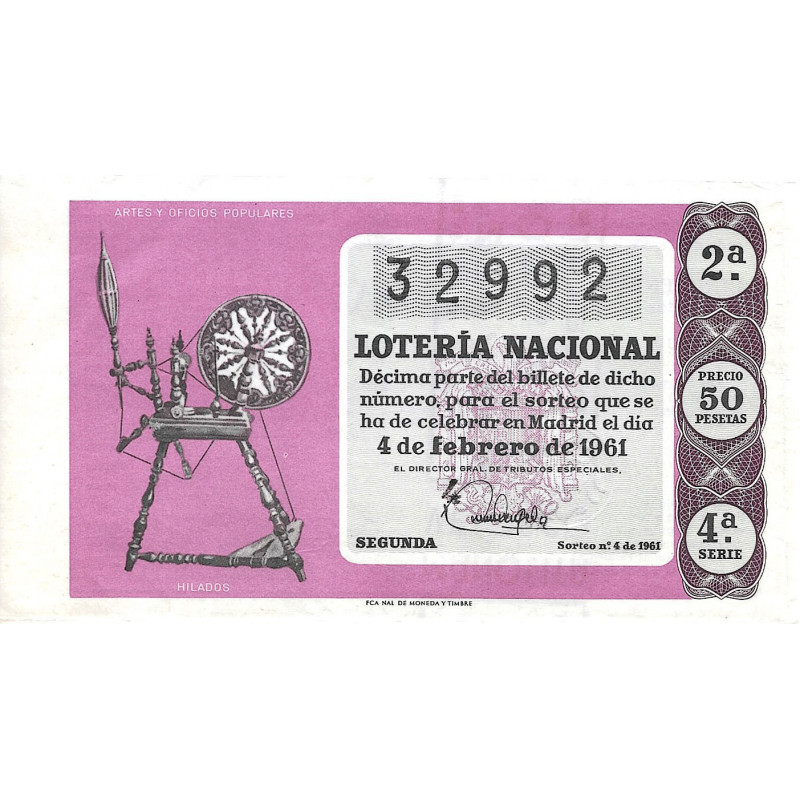 ARTES Y OFICIOS POPULARES
HILADOS
32992
LOTERÍA NACIONAL
Décima parte del billete de dicho
número, para el sorteo que se
ha de celebrar en Madrid el día
4 de febrero de 1961
EL DIRECTOR GRAL. DE TRIBUTOS ESPECIALES,
SEGUNDA
Sorteo n.º 4 de 1961
2ª.
PRECIO
50
PESETAS
4ª.
SERIE
FCA NAL DE MONEDA Y TIMBRE